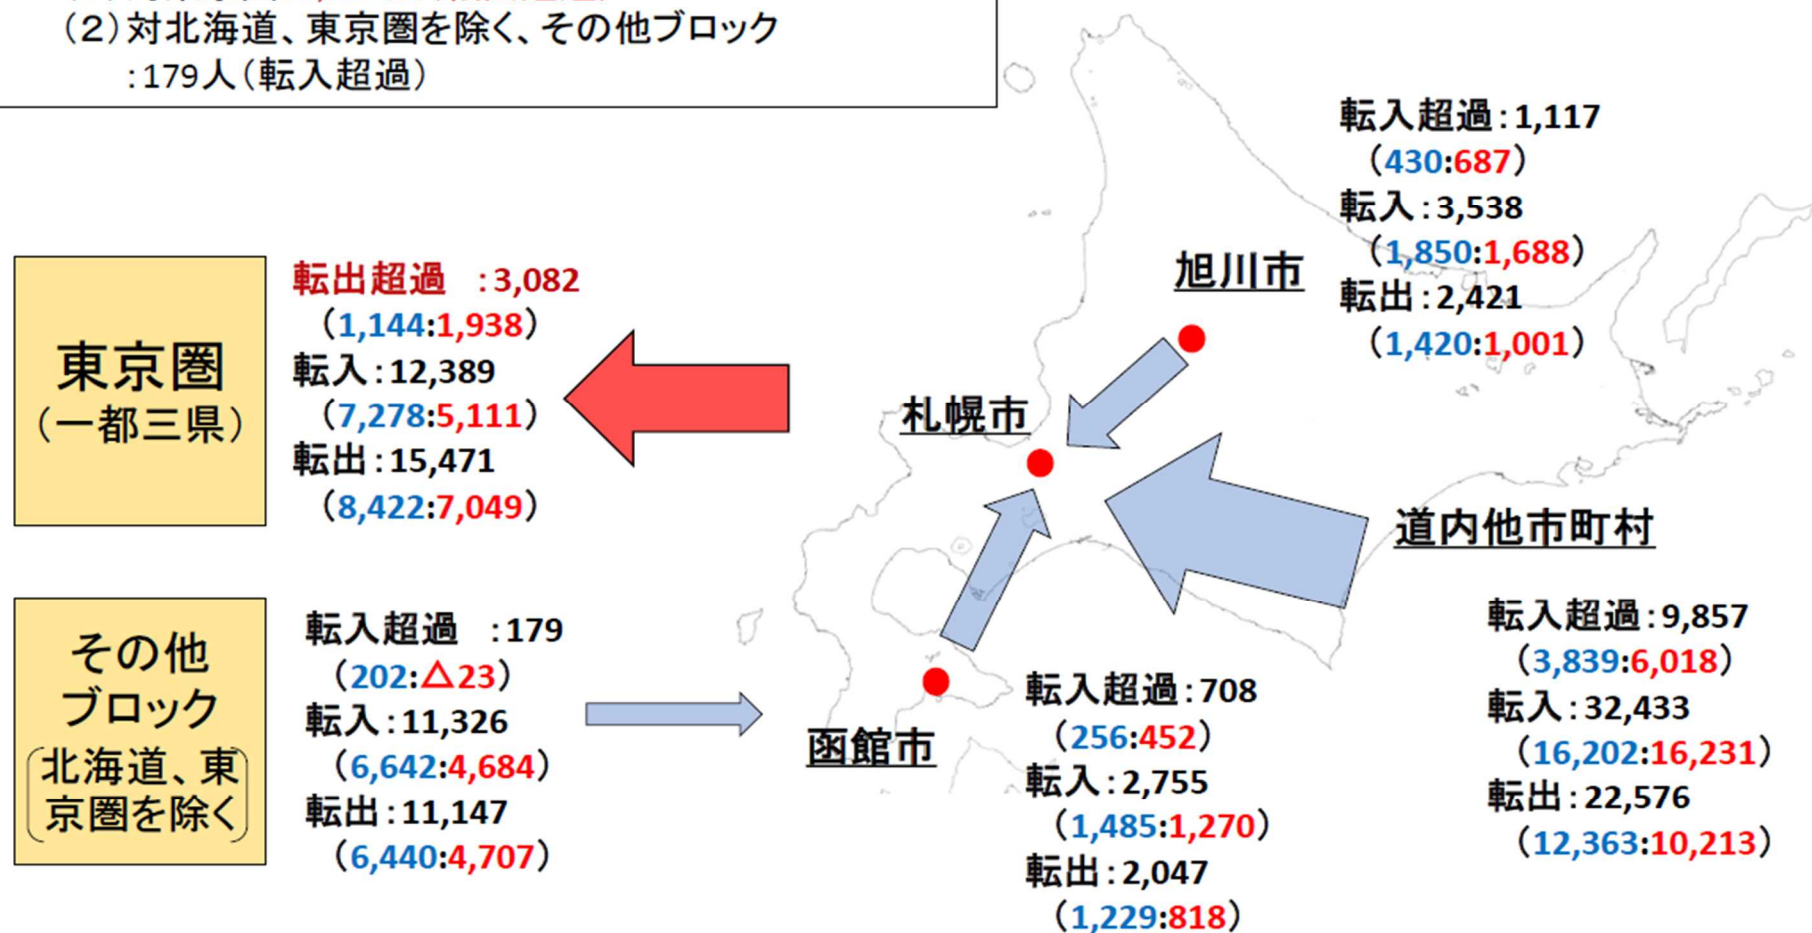 （2）対北海道、東京圏を除く、その他ブロック
：179人（転入超過）
東京圏
（一都三県）
転出超過　：3,082
（1,144:1,938）
転入：12,389
（7,278:5,111）
転出：15,471
（8,422:7,049）
その他
ブロック
北海道、東
京圏を除く
転入超過　：179
（202:△23）
転入：11,326
（6,642:4,684）
転出：11,147
（6,440:4,707）
旭川市
転入超過：1,117
（430:687）
転入：3,538
（1,850:1,688）
転出：2,421
（1,420:1,001）
札幌市
函館市
転入超過：708
（256:452）
転入：2,755
（1,485:1,270）
転出：2,047
（1,229:818）
道内他市町村
転入超過：9,857
（3,839:6,018）
転入：32,433
（16,202:16,231）
転出：22,576
（12,363:10,213）